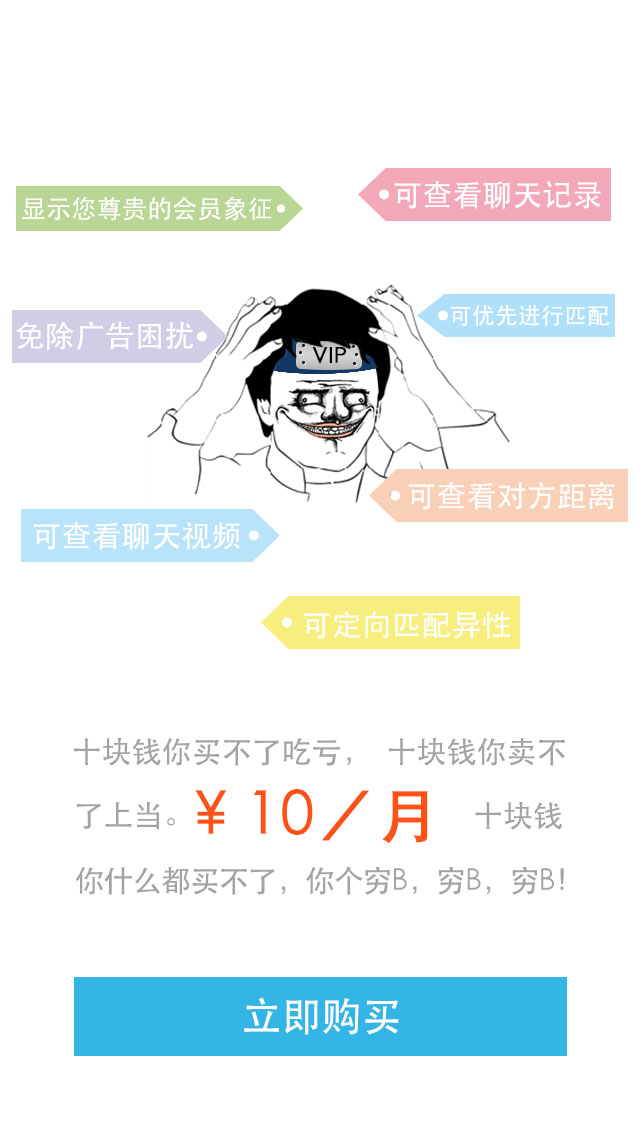 显示您尊贵的会员象征
可查看聊天记录
免除广告困扰
可优先进行匹配
VIP
可查看对方距离
可查看聊天视频
可定向匹配异性
十块钱你买不了吃亏， 十块钱你卖不
了上当。￥10／月 十块钱
你什么都买不了，你个穷B，穷B，穷B!
立即购买